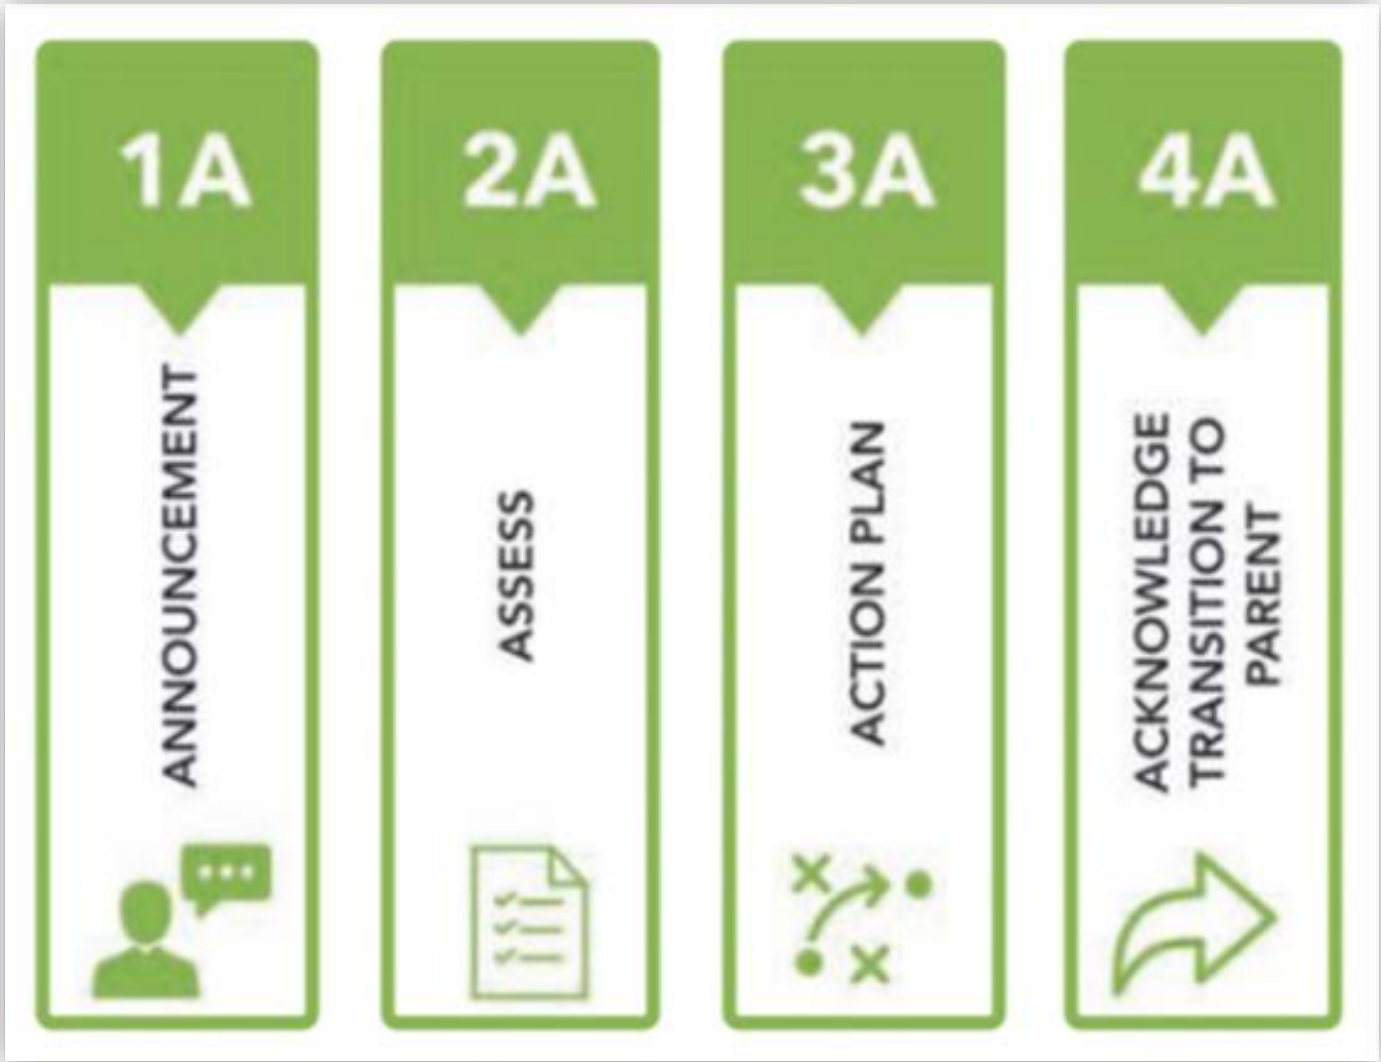 1A
ANNOUNCEMENT
2A
ASSESS
3A
ACTION PLAN
4A
ACKNOWLEDGE
TRANSITION TO
PARENT